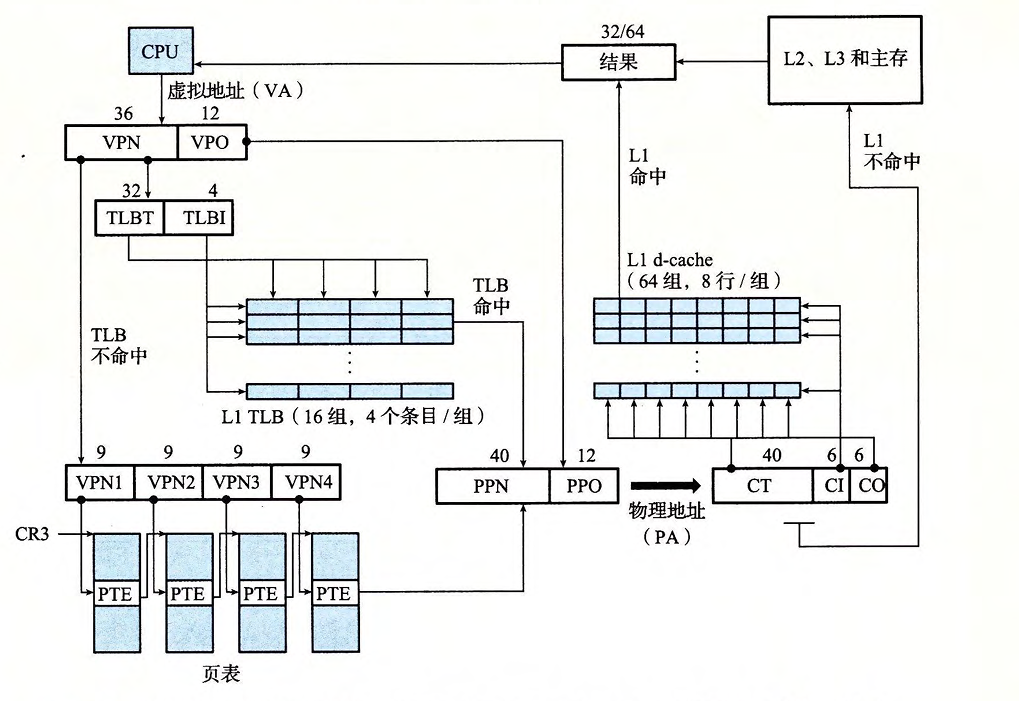 CPU
32/64
结果
L2、L3 和主存
虚拟地址（VA）
36
12
VPN
VPO
L1
命中
L1
不命中
32
4
TLBT
TLBI
TLB
命中
L1 d-cache
（64 组，8 行/组）
TLB
不命中
⋮
⋮
L1 TLB（16 组，4 个条目/组）
9
9
9
9
VPN1
VPN2
VPN3
VPN4
40
12
PPN
PPO
物理地址
（PA）
40
6
6
CT
CI
CO
CR3
PTE
PTE
PTE
PTE
页表